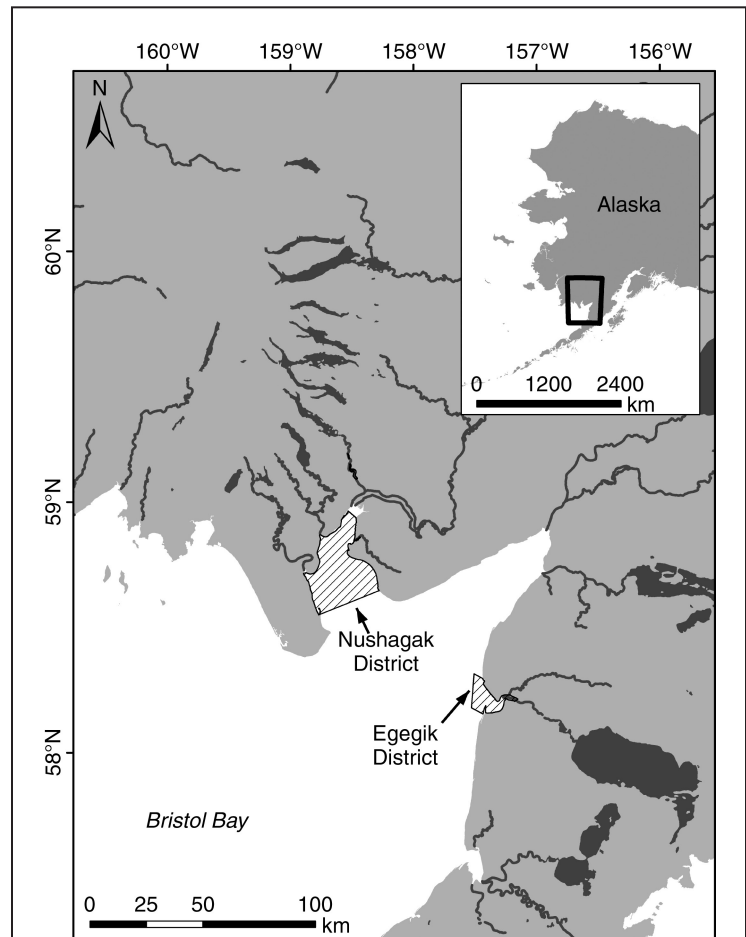 160°W 159°W 158°W 157°W 156°W
N
60°N
59°N
58°N
Alaska
0 1200 2400
km
Nushagak
District
Egegik
District
Bristol Bay
0 25 50 100
km